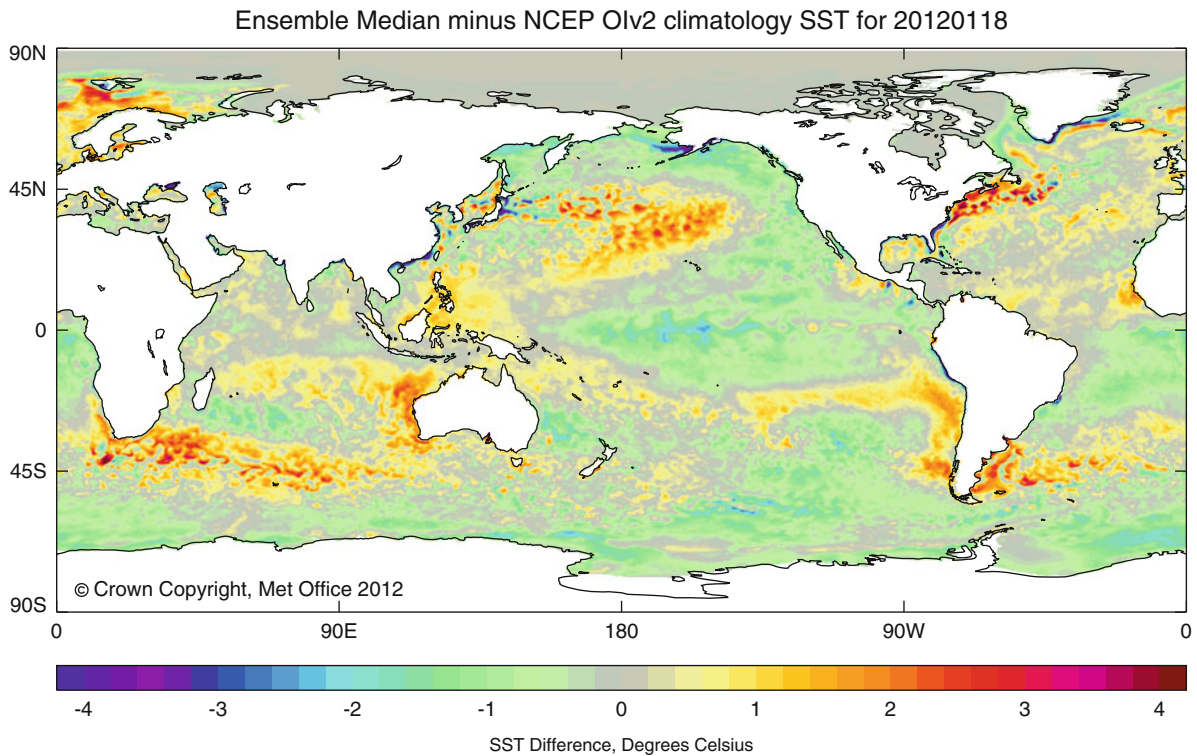 Ensemble Median minus NCEP OIv2 climatology SST for 20120118
90N
45N
0
45S
90S
© Crown Copyright, Met Office 2012
0 90E 180 90W 0
-4 -3 -2 -1 0 1 2 3 4
SST Difference, Degrees Celsius